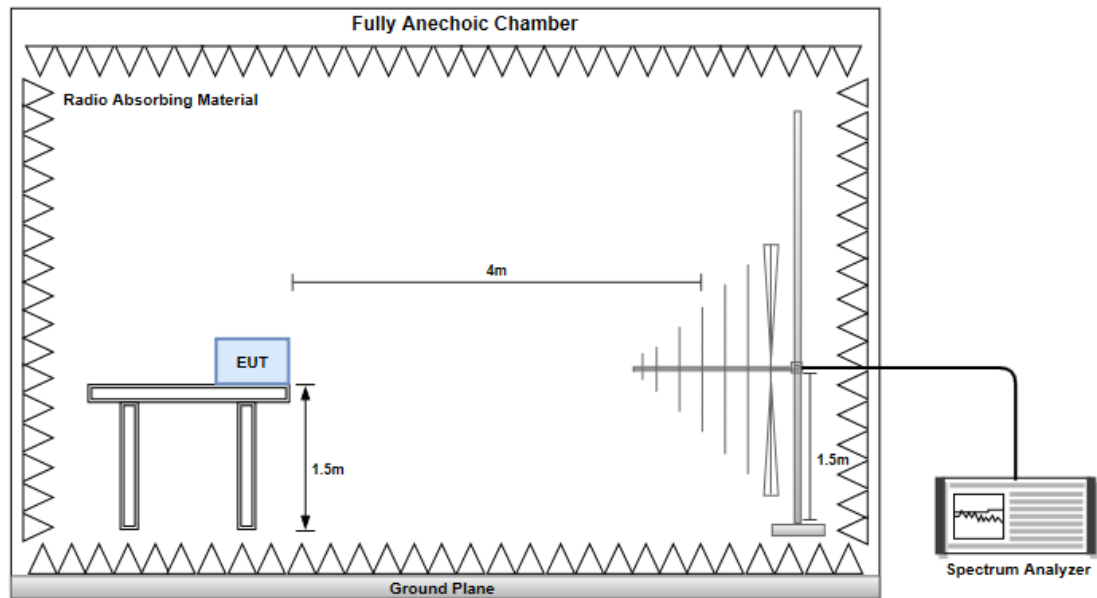 Fully Anechoic Chamber
Radio Absorbing Material
4m
EUT
1.5m
1.5m
Spectrum Analyzer
Ground Plane